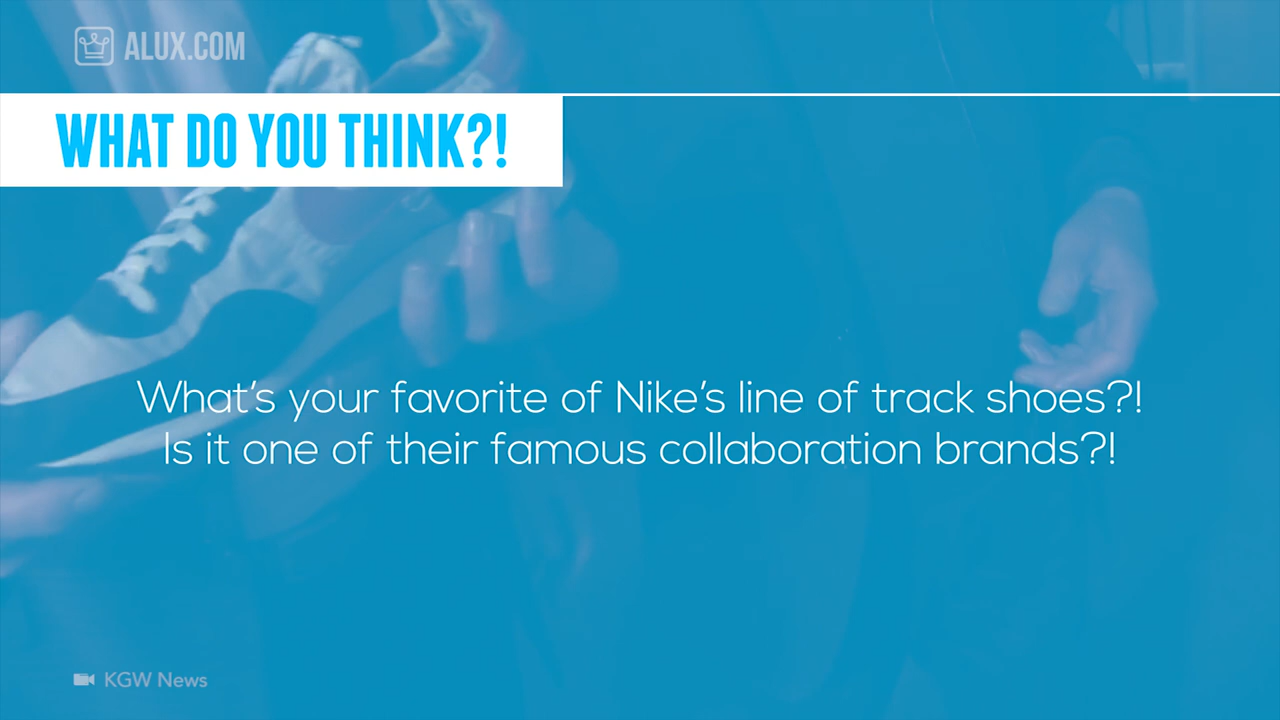 ALUX.COM
WHAT DO YOU THINK?!
What's your favorite of Nike's line of track shoes?!
Is it one of their famous collaboration brands?!
KGW News